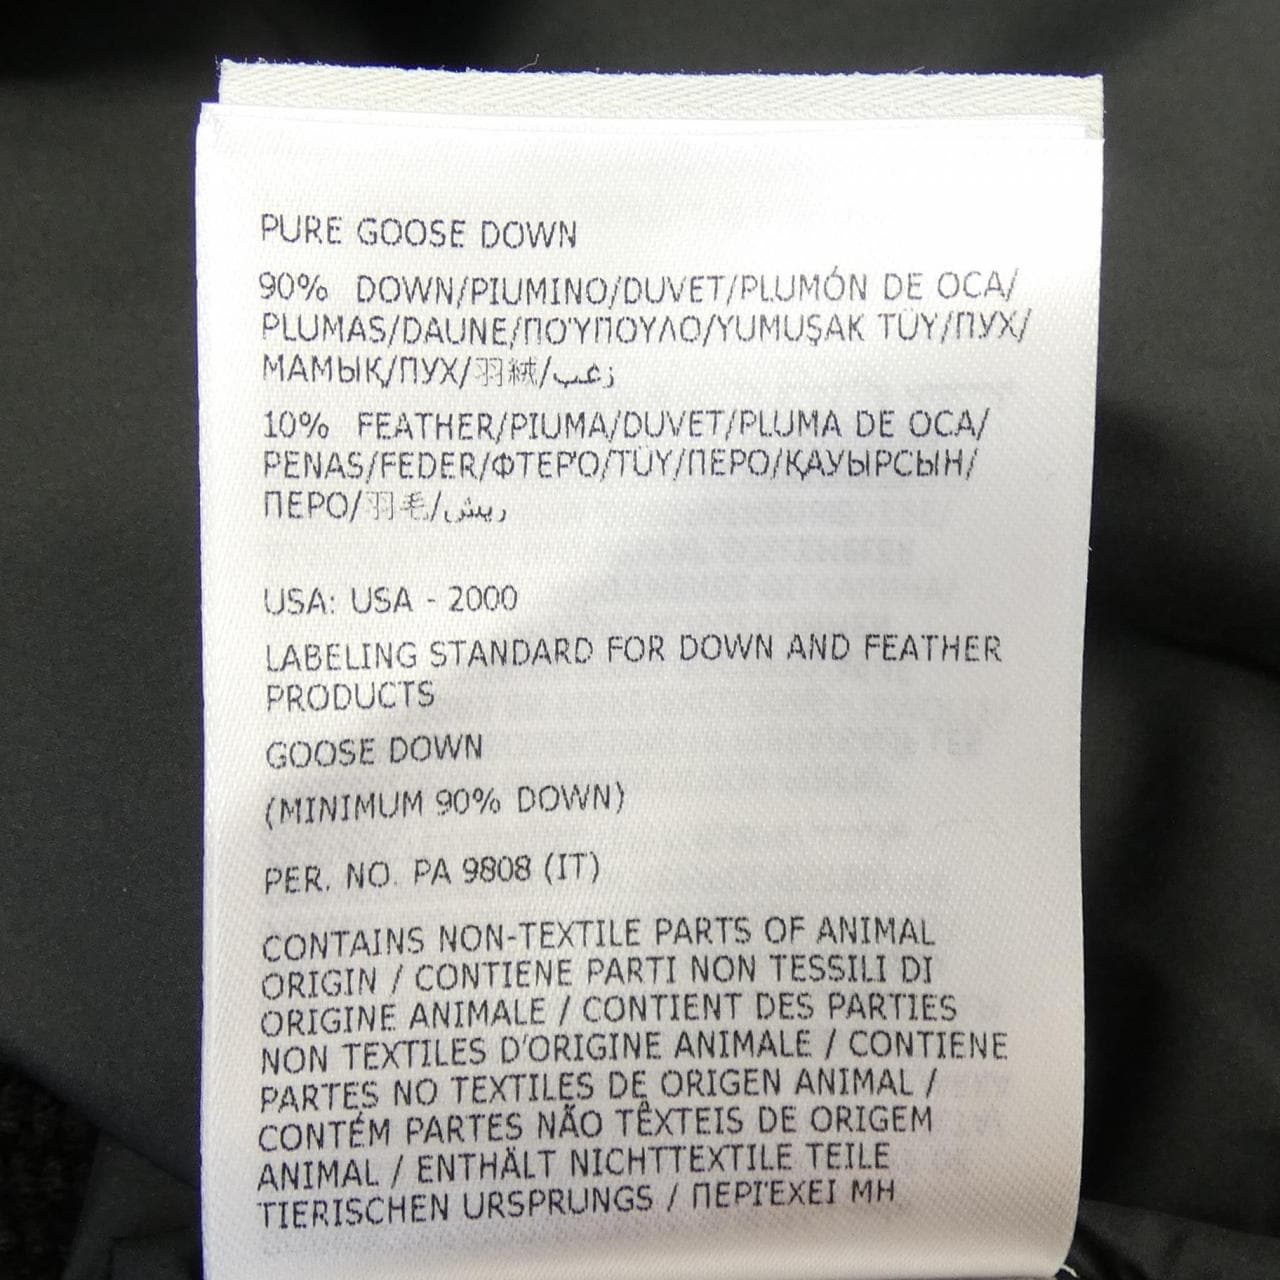 PURE GOOSE DOWN
90% DOWN/PIUMINO/DUVET/PLUMÓN DE OCA/
PLUMAS/DAUNE/ΠΟΎΠΟΥΛΟ/YUMUŞAK TÜY/ПУХ/
МАМЫҚ/ПУХ/羽絨/زغب
10% FEATHER/PIUMA/DUVET/PLUMA DE OCA/
PENAS/FEDER/ΦΤΕΡΌ/TÜY/ПЕРО/ҚАУЫРСЫН/
ПЕРО/羽毛/ريش
USA: USA - 2000
LABELING STANDARD FOR DOWN AND FEATHER
PRODUCTS
GOOSE DOWN
(MINIMUM 90% DOWN)
PER. NO. PA 9808 (IT)
CONTAINS NON-TEXTILE PARTS OF ANIMAL
ORIGIN / CONTIENE PARTI NON TESSILI DI
ORIGINE ANIMALE / CONTIENT DES PARTIES
NON TEXTILES D'ORIGINE ANIMALE / CONTIENE
PARTES NO TEXTILES DE ORIGEN ANIMAL /
CONTÉM PARTES NÃO TÊXTEIS DE ORIGEM
ANIMAL / ENTHÄLT NICHTTEXTILE TEILE
TIERISCHEN URSPRUNGS / ΠΕΡΙΈΧΕΙ ΜΗ